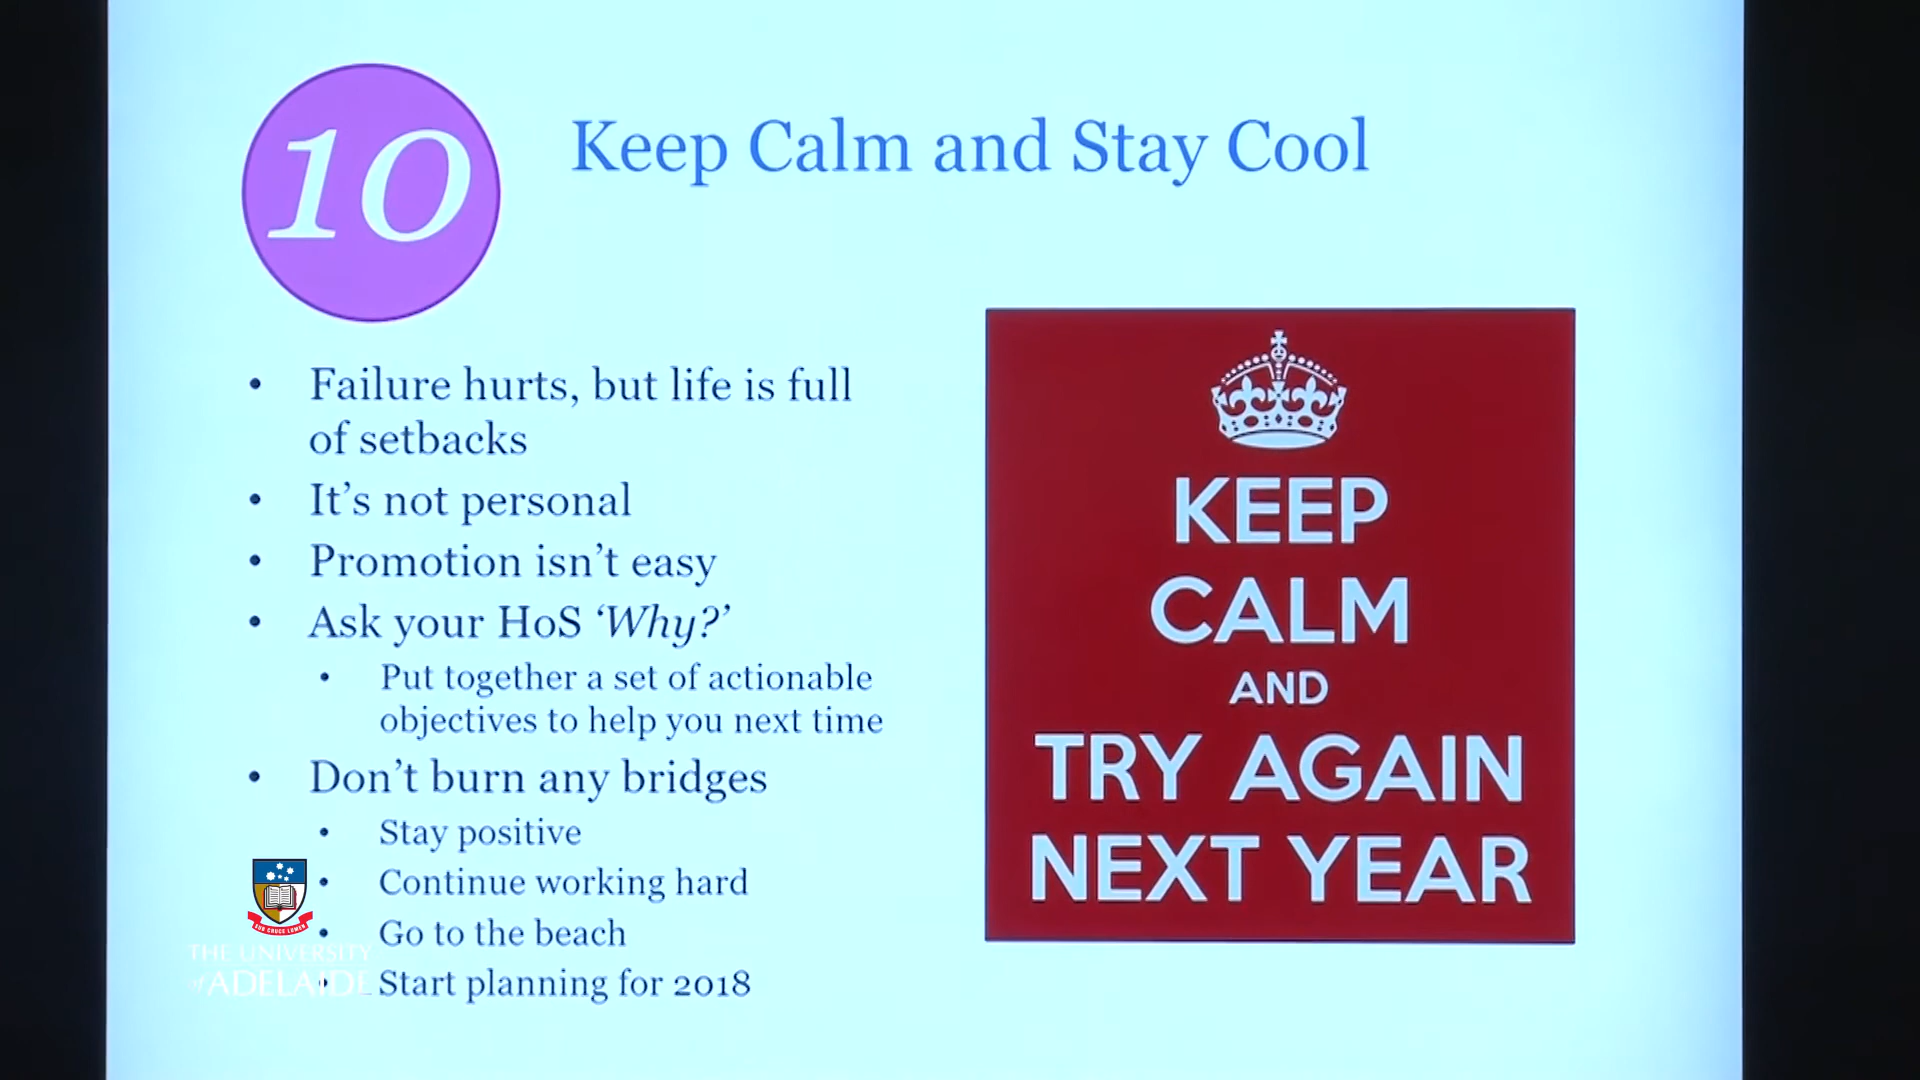 10
Keep Calm and Stay Cool
• Failure hurts, but life is full
of setbacks
• It's not personal
• Promotion isn't easy
• Ask your HoS ‘Why?’
• Put together a set of actionable
objectives to help you next time
• Don't burn any bridges
• Stay positive
• Continue working hard
• Go to the beach
• Start planning for 2018
KEEP
CALM
AND
TRY AGAIN
NEXT YEAR
SUB CRUCE LUMEN
THE UNIVERSITY
of ADELAIDE